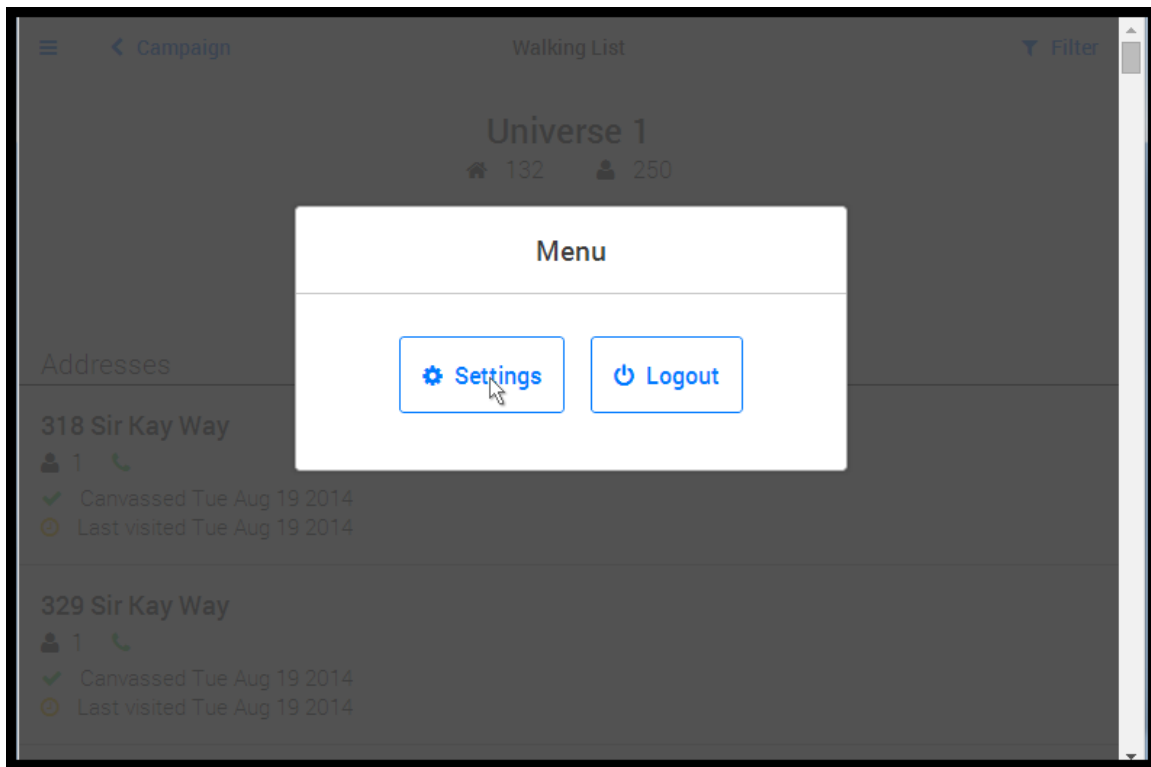 Campaign Walking List Filter
Universe 1
132 250
Menu
Settings Logout
Addresses
318 Sir Kay Way
1
Canvassed Tue Aug 19 2014
Last visited Tue Aug 19 2014
329 Sir Kay Way
1
Canvassed Tue Aug 19 2014
Last visited Tue Aug 19 2014